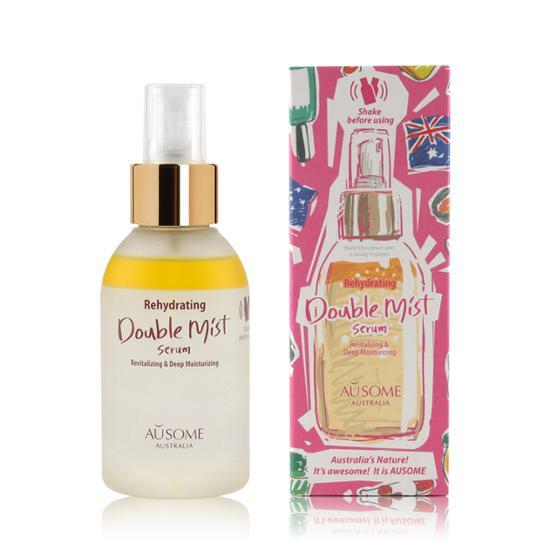 Rehydrating
Double Mist
Serum
Revitalizing & Deep Moisturizing
AUSOME
AUSTRALIA
Shake
before using
Rehydrating
Double Mist
Serum
Revitalizing &
Deep Moisturizing
AUSOME
AUSTRALIA
Australia's Nature!
It's awesome! It is AUSOME